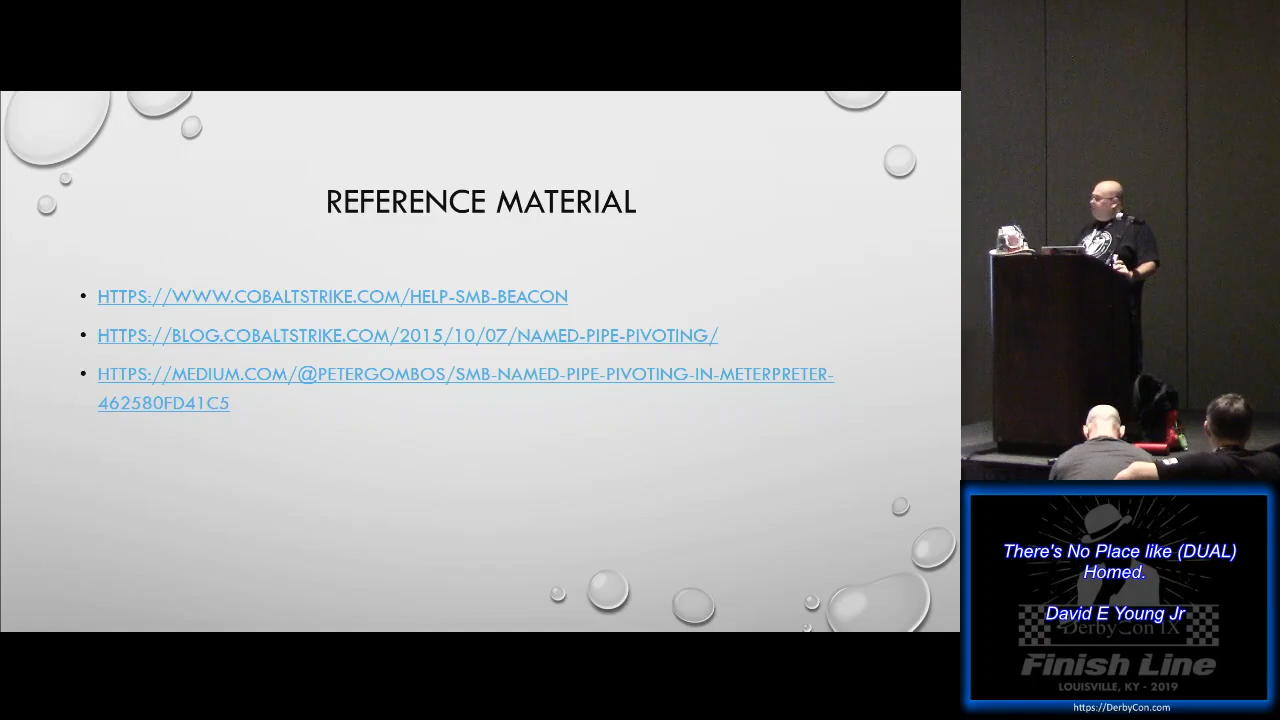 REFERENCE MATERIAL
• HTTPS://WWW.COBALTSTRIKE.COM/HELP-SMB-BEACON
• HTTPS://BLOG.COBALTSTRIKE.COM/2015/10/07/NAMED-PIPE-PIVOTING/
• HTTPS://MEDIUM.COM/@PETERGOMBOS/SMB-NAMED-PIPE-PIVOTING-IN-METERPRETER-
462580FD41C5
There's No Place like (DUAL)
Homed.
David E Young Jr
DerbyCon IX
Finish Line
LOUISVILLE, KY - 2019
https://DerbyCon.com